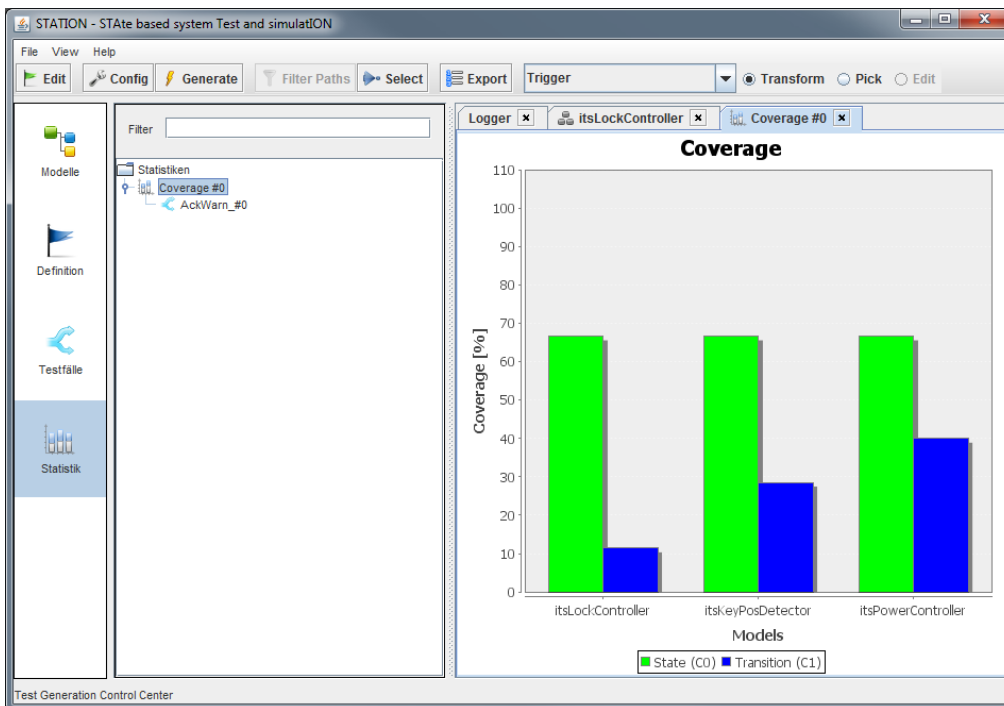 STATION - STAte based system Test and simulatION
File View Help
Edit Config Generate Filter Paths Select Export Trigger Transform Pick Edit
Modelle
Definition
Testfälle
Statistik
Filter
Statistiken
Coverage #0
AckWarn_#0
Logger itsLockController Coverage #0
Coverage
110
100
90
80
70
60
50
40
30
20
10
0
Coverage [%]
itsLockController itsKeyPosDetector itsPowerController
Models
State (C0) Transition (C1)
Test Generation Control Center